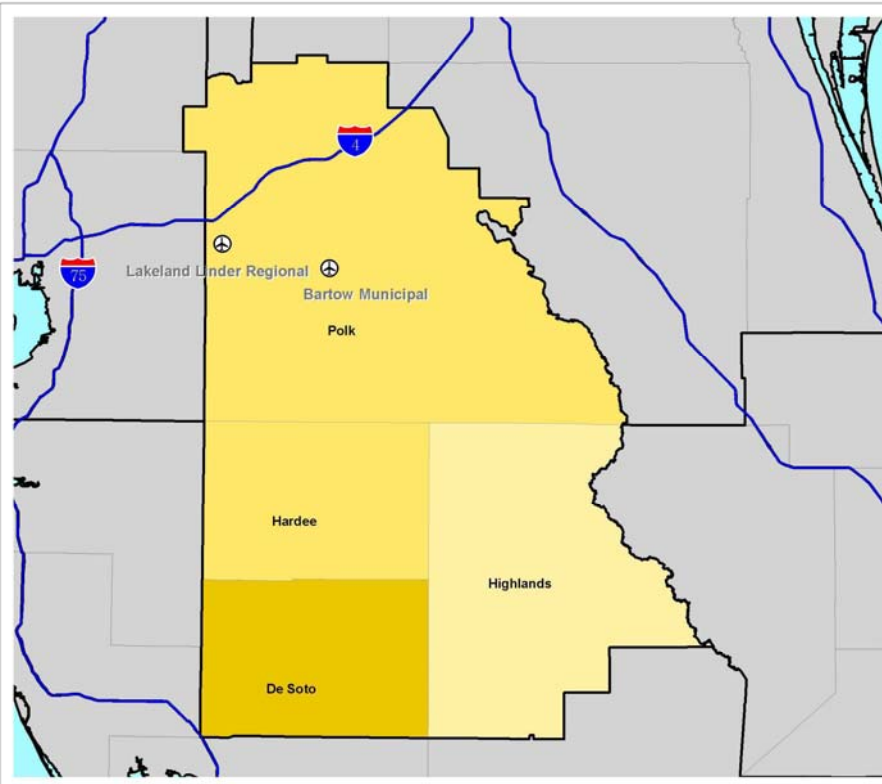 4
Lakeland Linder Regional
75
Bartow Municipal
Polk
Hardee
Highlands
De Soto